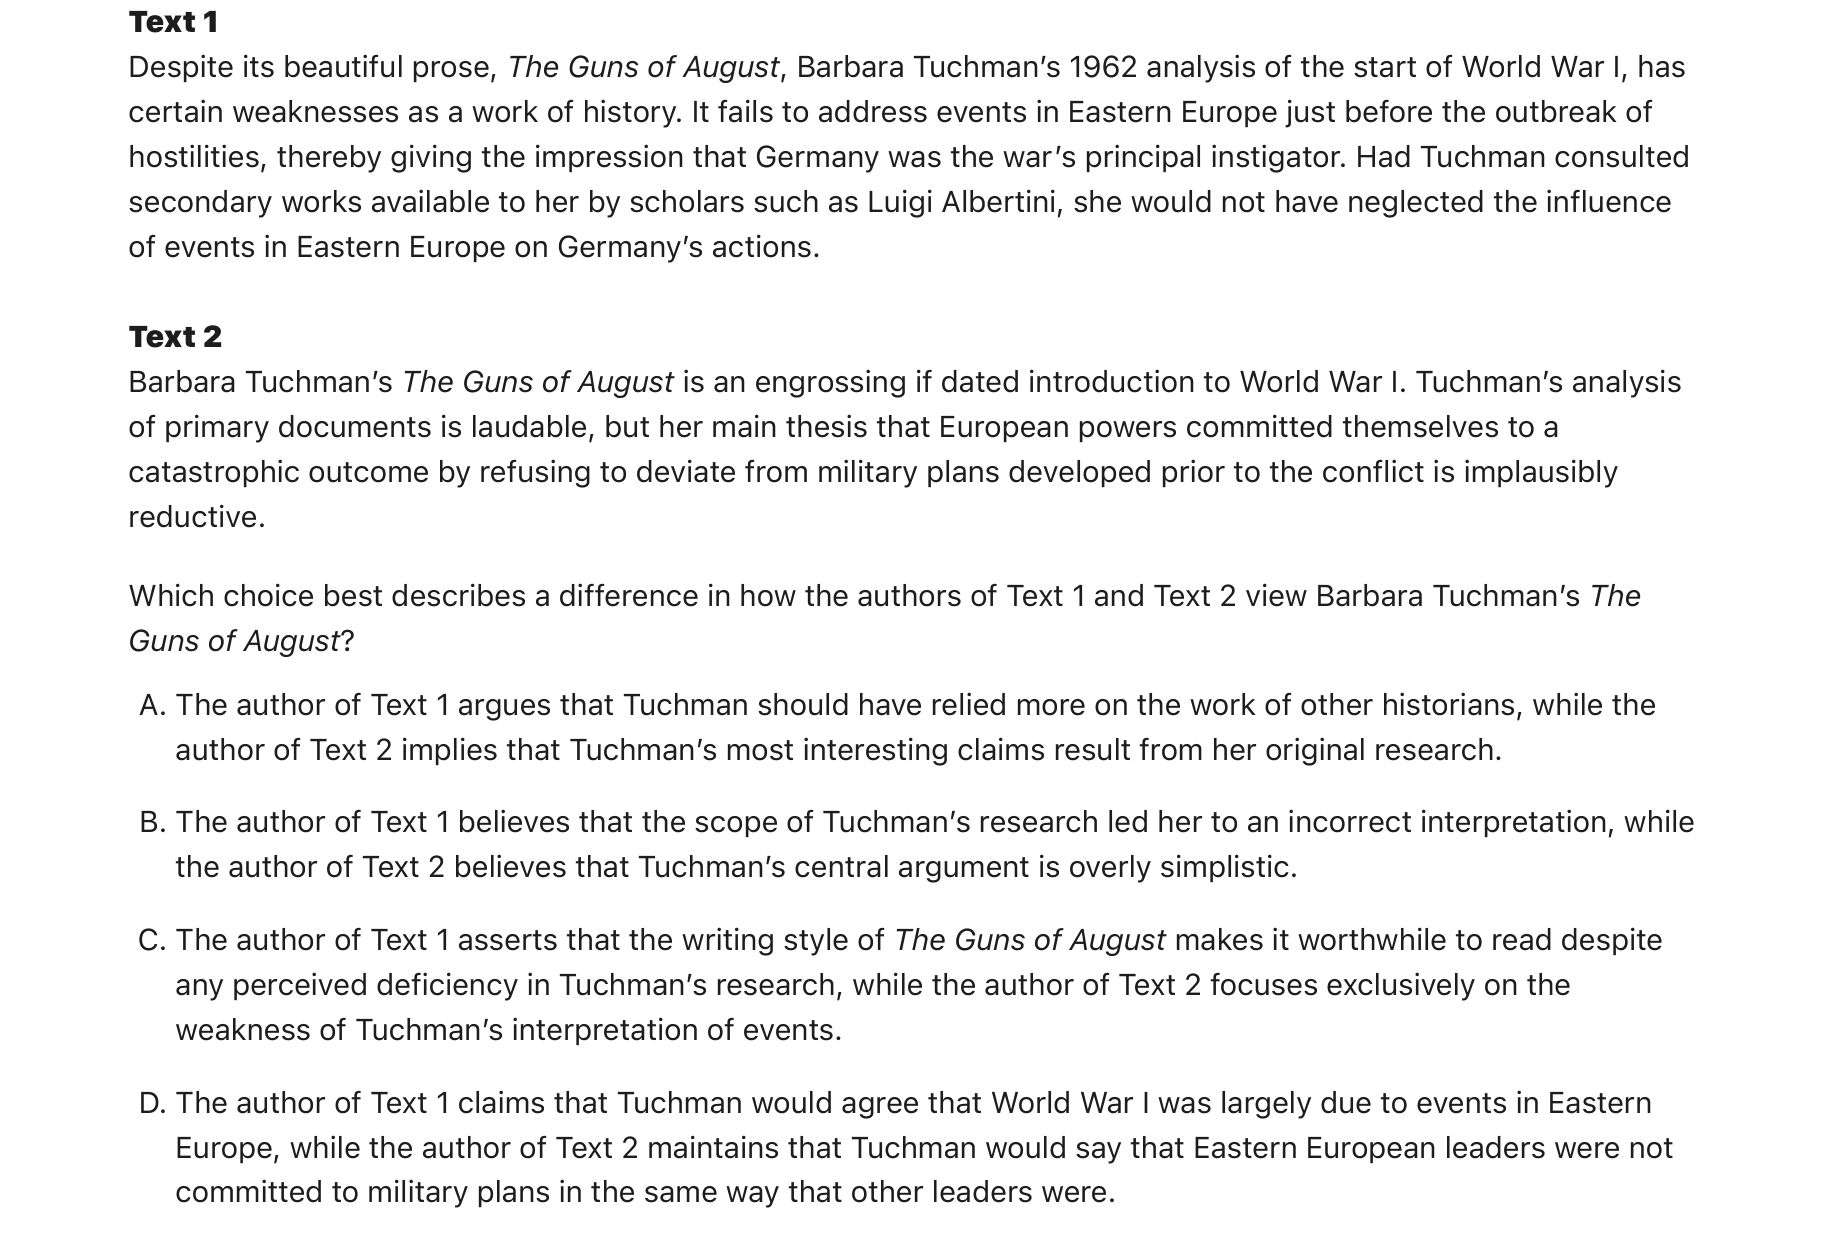 Text 1
Despite its beautiful prose, The Guns of August, Barbara Tuchman’s 1962 analysis of the start of World War I, has
certain weaknesses as a work of history. It fails to address events in Eastern Europe just before the outbreak of
hostilities, thereby giving the impression that Germany was the war’s principal instigator. Had Tuchman consulted
secondary works available to her by scholars such as Luigi Albertini, she would not have neglected the influence
of events in Eastern Europe on Germany’s actions.
Text 2
Barbara Tuchman’s The Guns of August is an engrossing if dated introduction to World War I. Tuchman’s analysis
of primary documents is laudable, but her main thesis that European powers committed themselves to a
catastrophic outcome by refusing to deviate from military plans developed prior to the conflict is implausibly
reductive.
Which choice best describes a difference in how the authors of Text 1 and Text 2 view Barbara Tuchman’s The
Guns of August?
A. The author of Text 1 argues that Tuchman should have relied more on the work of other historians, while the
author of Text 2 implies that Tuchman’s most interesting claims result from her original research.
B. The author of Text 1 believes that the scope of Tuchman’s research led her to an incorrect interpretation, while
the author of Text 2 believes that Tuchman’s central argument is overly simplistic.
C. The author of Text 1 asserts that the writing style of The Guns of August makes it worthwhile to read despite
any perceived deficiency in Tuchman’s research, while the author of Text 2 focuses exclusively on the
weakness of Tuchman’s interpretation of events.
D. The author of Text 1 claims that Tuchman would agree that World War I was largely due to events in Eastern
Europe, while the author of Text 2 maintains that Tuchman would say that Eastern European leaders were not
committed to military plans in the same way that other leaders were.